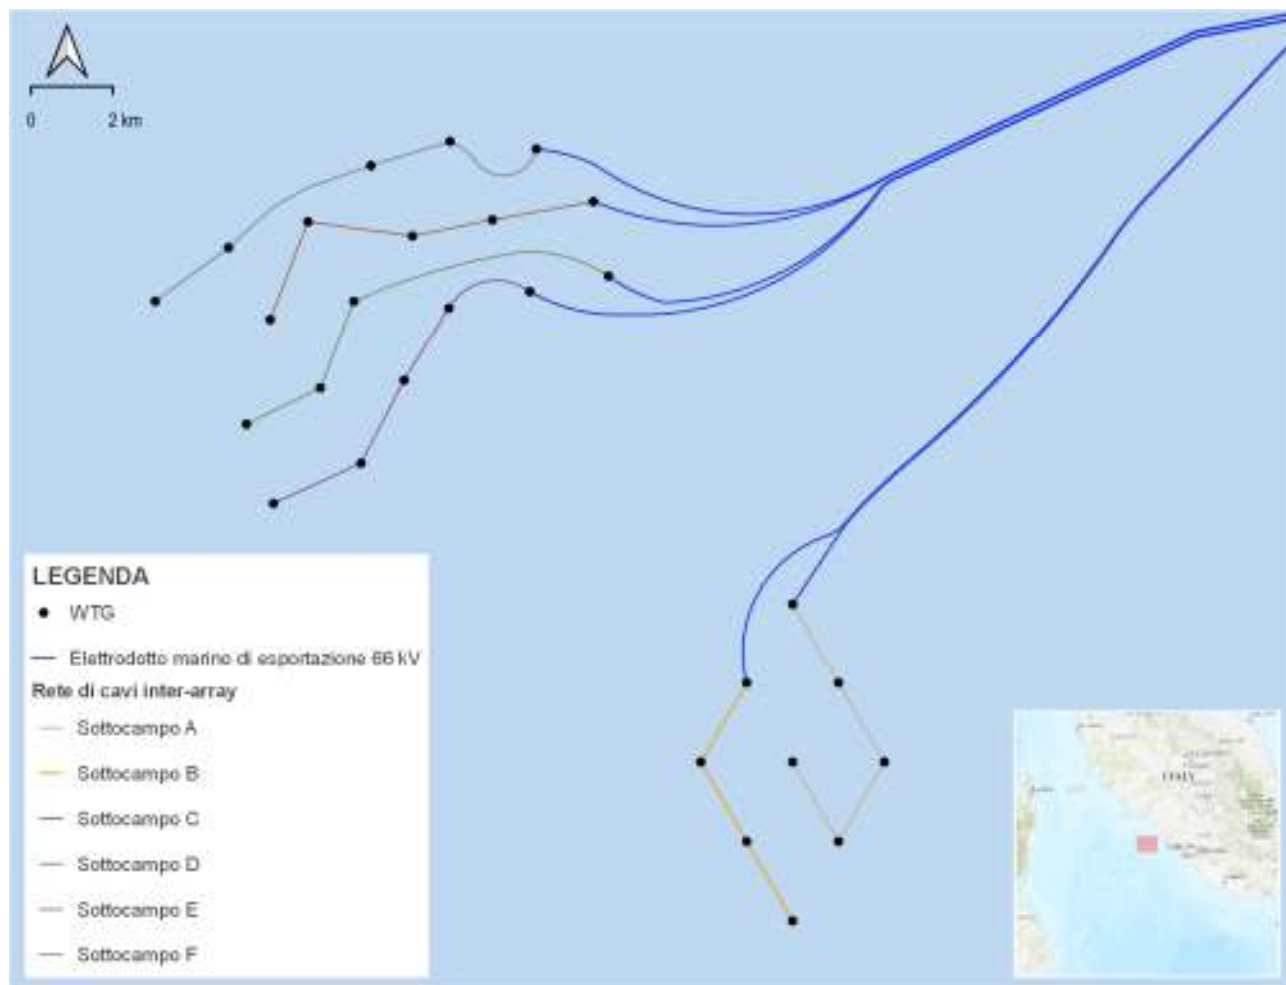 0 2 km
LEGENDA
WTG
Elettrodotto marino di esportazione 66 kV
Rete di cavi inter-array
Sottocampo A
Sottocampo B
Sottocampo C
Sottocampo D
Sottocampo E
Sottocampo F
ITALY